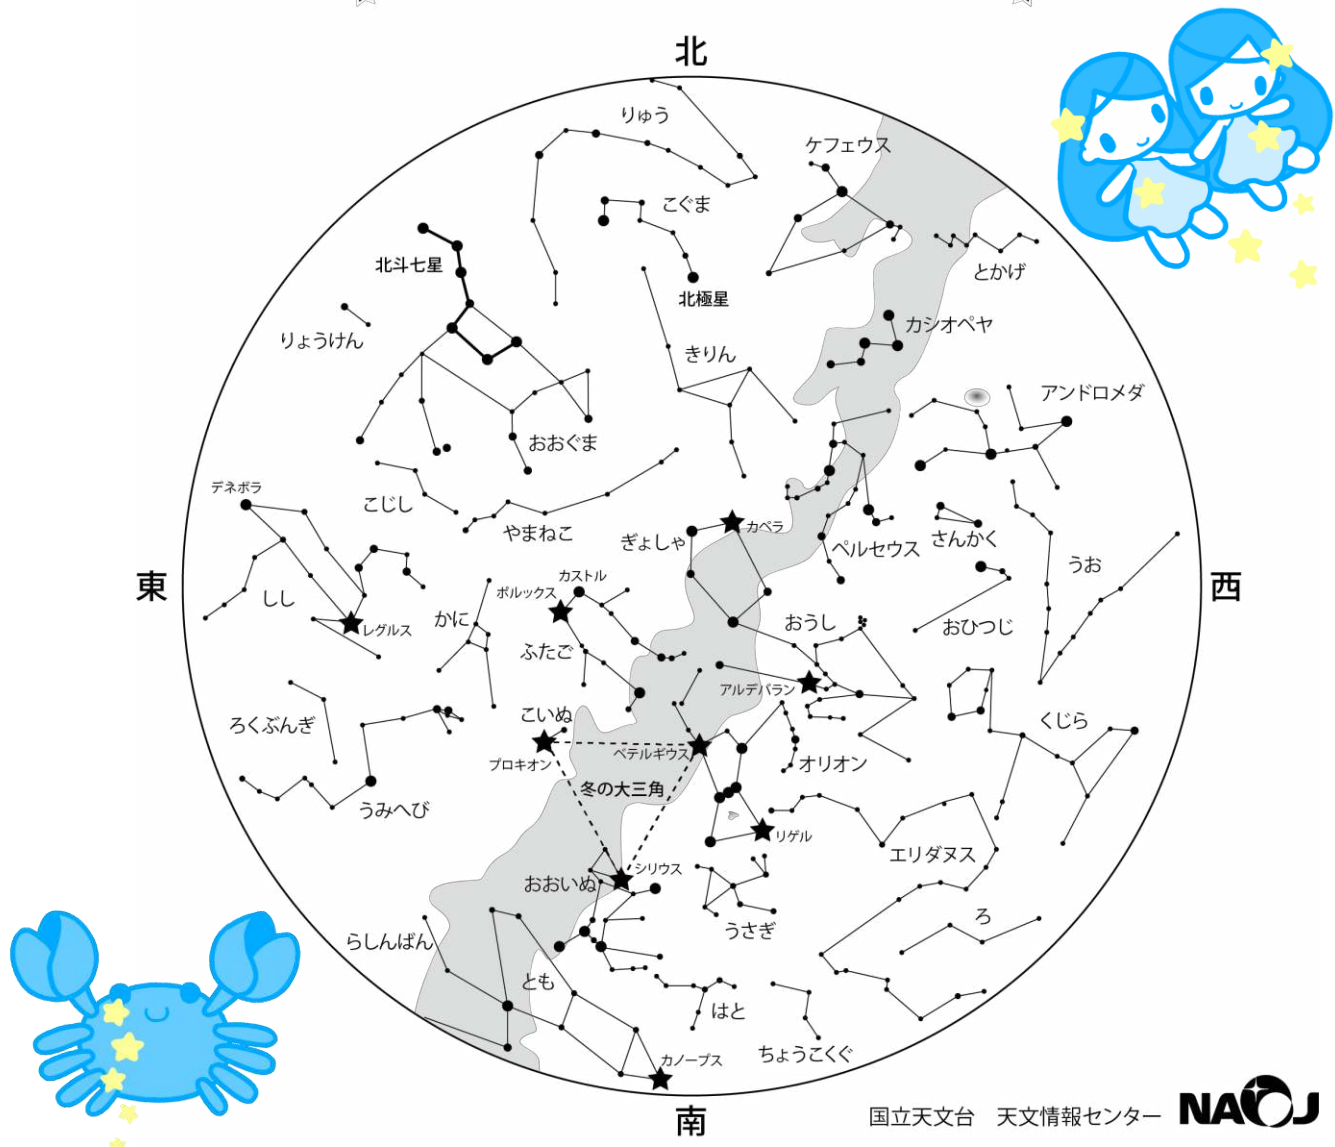 北
りゅう
ケフェウス
こぐま
北斗七星
とかげ
北極星
りょうけん
カシオペヤ
きりん
アンドロメダ
おおぐま
デネボラ
こじし
やまねこ
カペラ
ぎょしゃ
ペルセウス
さんかく
うお
東
西
カストル
ポルックス
しし
レグルス
かに
おうし
おひつじ
ふたご
アルデバラン
ろくぶんぎ
こいぬ
くじら
プロキオン
ベテルギウス
オリオン
冬の大三角
うみへび
リゲル
エリダヌス
シリウス
おおいぬ
ろ
うさぎ
らしんばん
とも
はと
ちょうこくぐ
カノープス
南
国立天文台 天文情報センター NAOJ